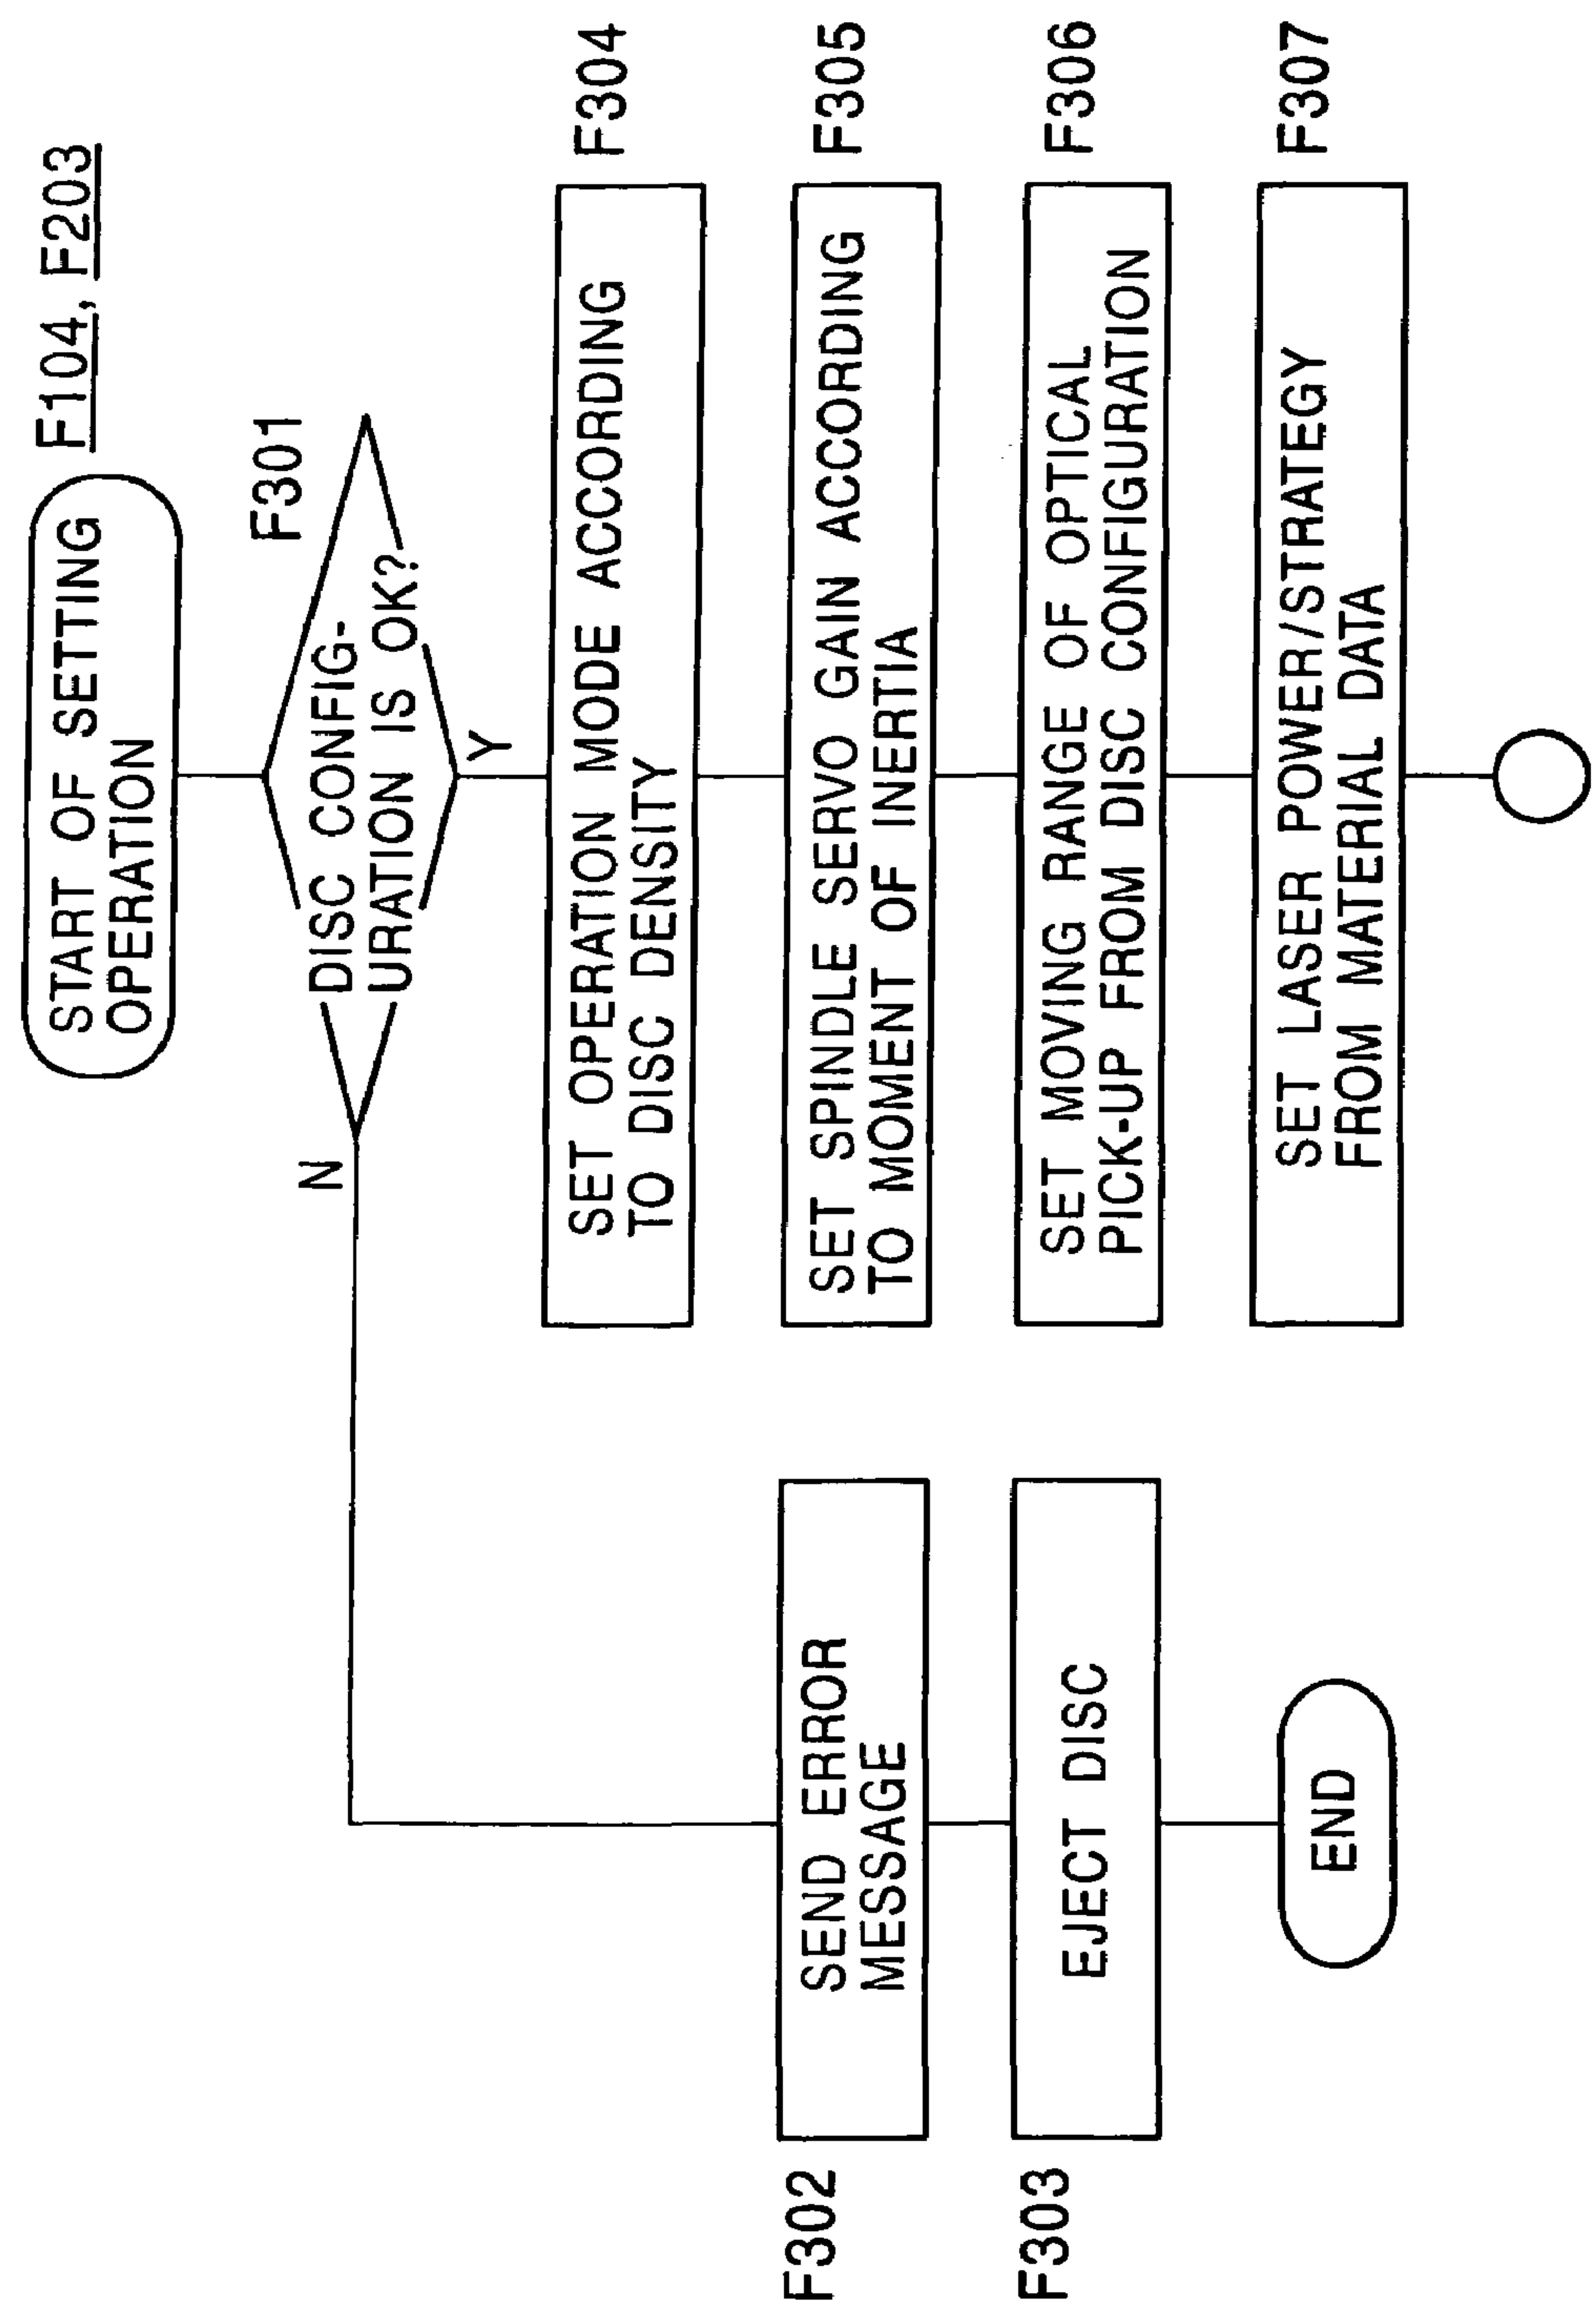 START OF SETTING
OPERATION
F104, F203
F301
DISC CONFIG-
URATION IS OK?
N
Y
SET OPERATION MODE ACCORDING
TO DISC DENSITY
F304
SET SPINDLE SERVO GAIN ACCORDING
TO MOMENT OF INERTIA
F305
SET MOVING RANGE OF OPTICAL
PICK-UP FROM DISC CONFIGURATION
F306
SET LASER POWER/STRATEGY
FROM MATERIAL DATA
F307
F302
SEND ERROR
MESSAGE
F303
EJECT DISC
END